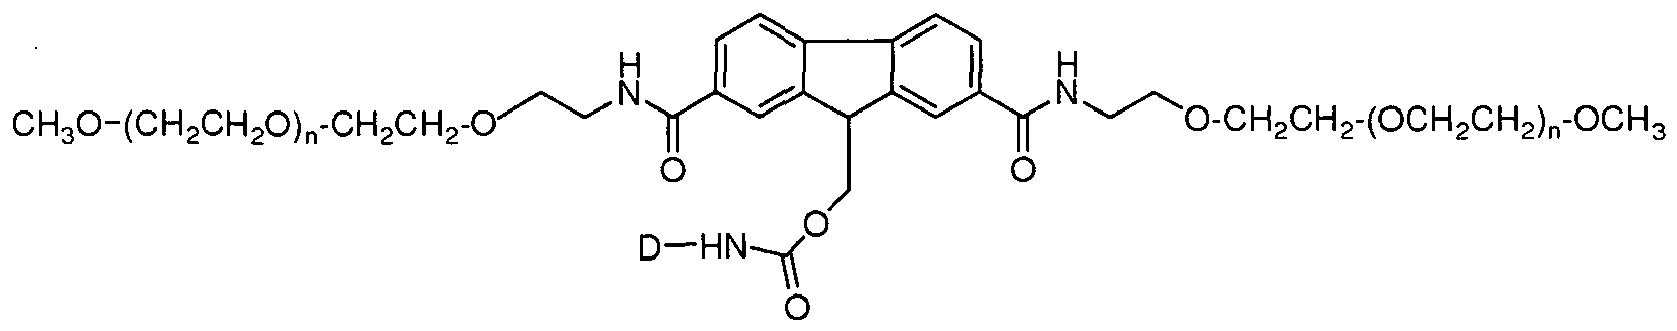 H H
CH3O-(CH2CH2O)n-CH2CH2-O N N O-CH2CH2-(OCH2CH2)n-OCH3
O O
O
D-HN
O